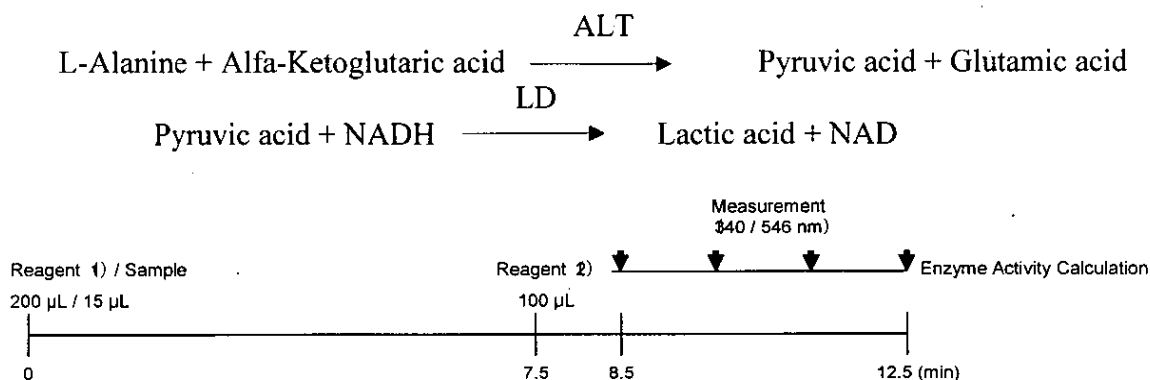 ALT
L-Alanine + Alfa-Ketoglutaric acid Pyruvic acid + Glutamic acid
LD
Pyruvic acid + NADH Lactic acid + NAD
Measurement
340 / 546 nm)
Reagent 1) / Sample Reagent 2) Enzyme Activity Calculation
200 µL / 15 µL 100 µL
0 7.5 8.5 12.5 (min)